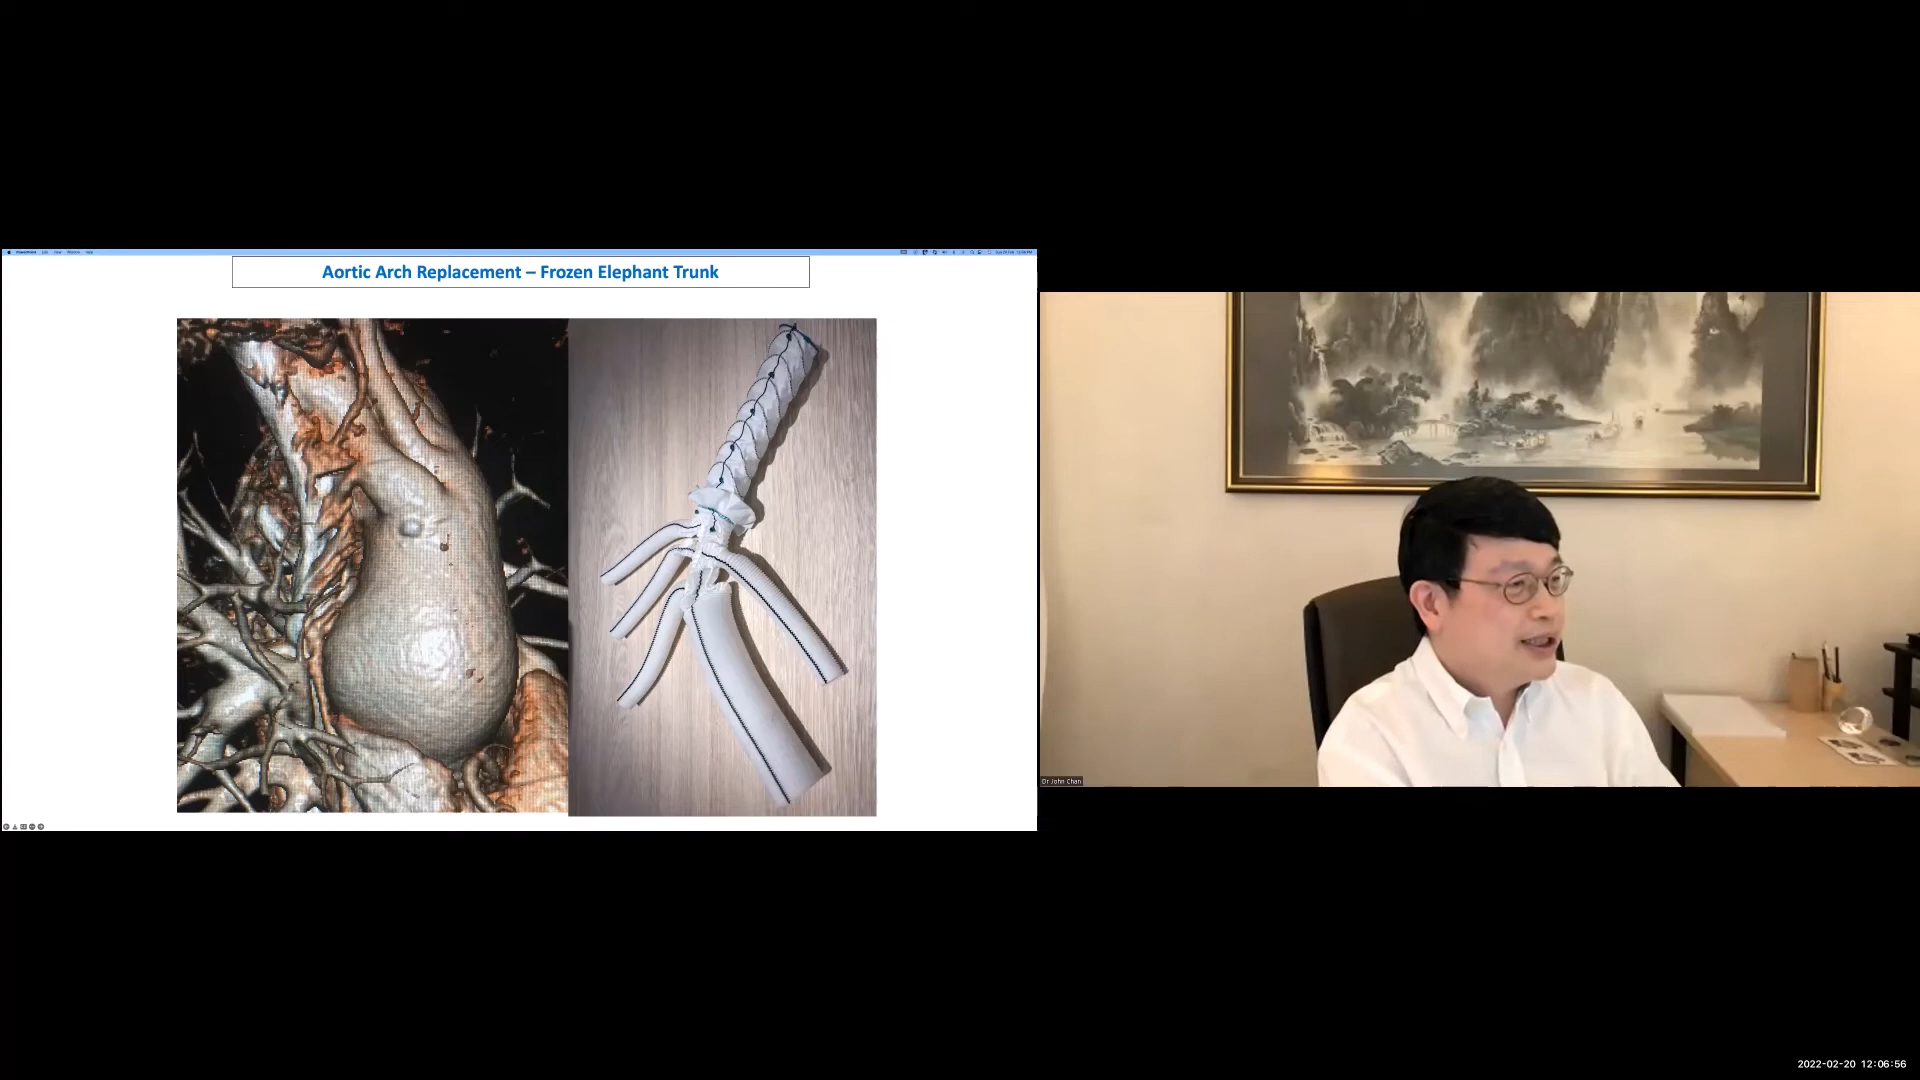 Aortic Arch Replacement – Frozen Elephant Trunk
Dr John Chan
2022-02-20 12:06:56